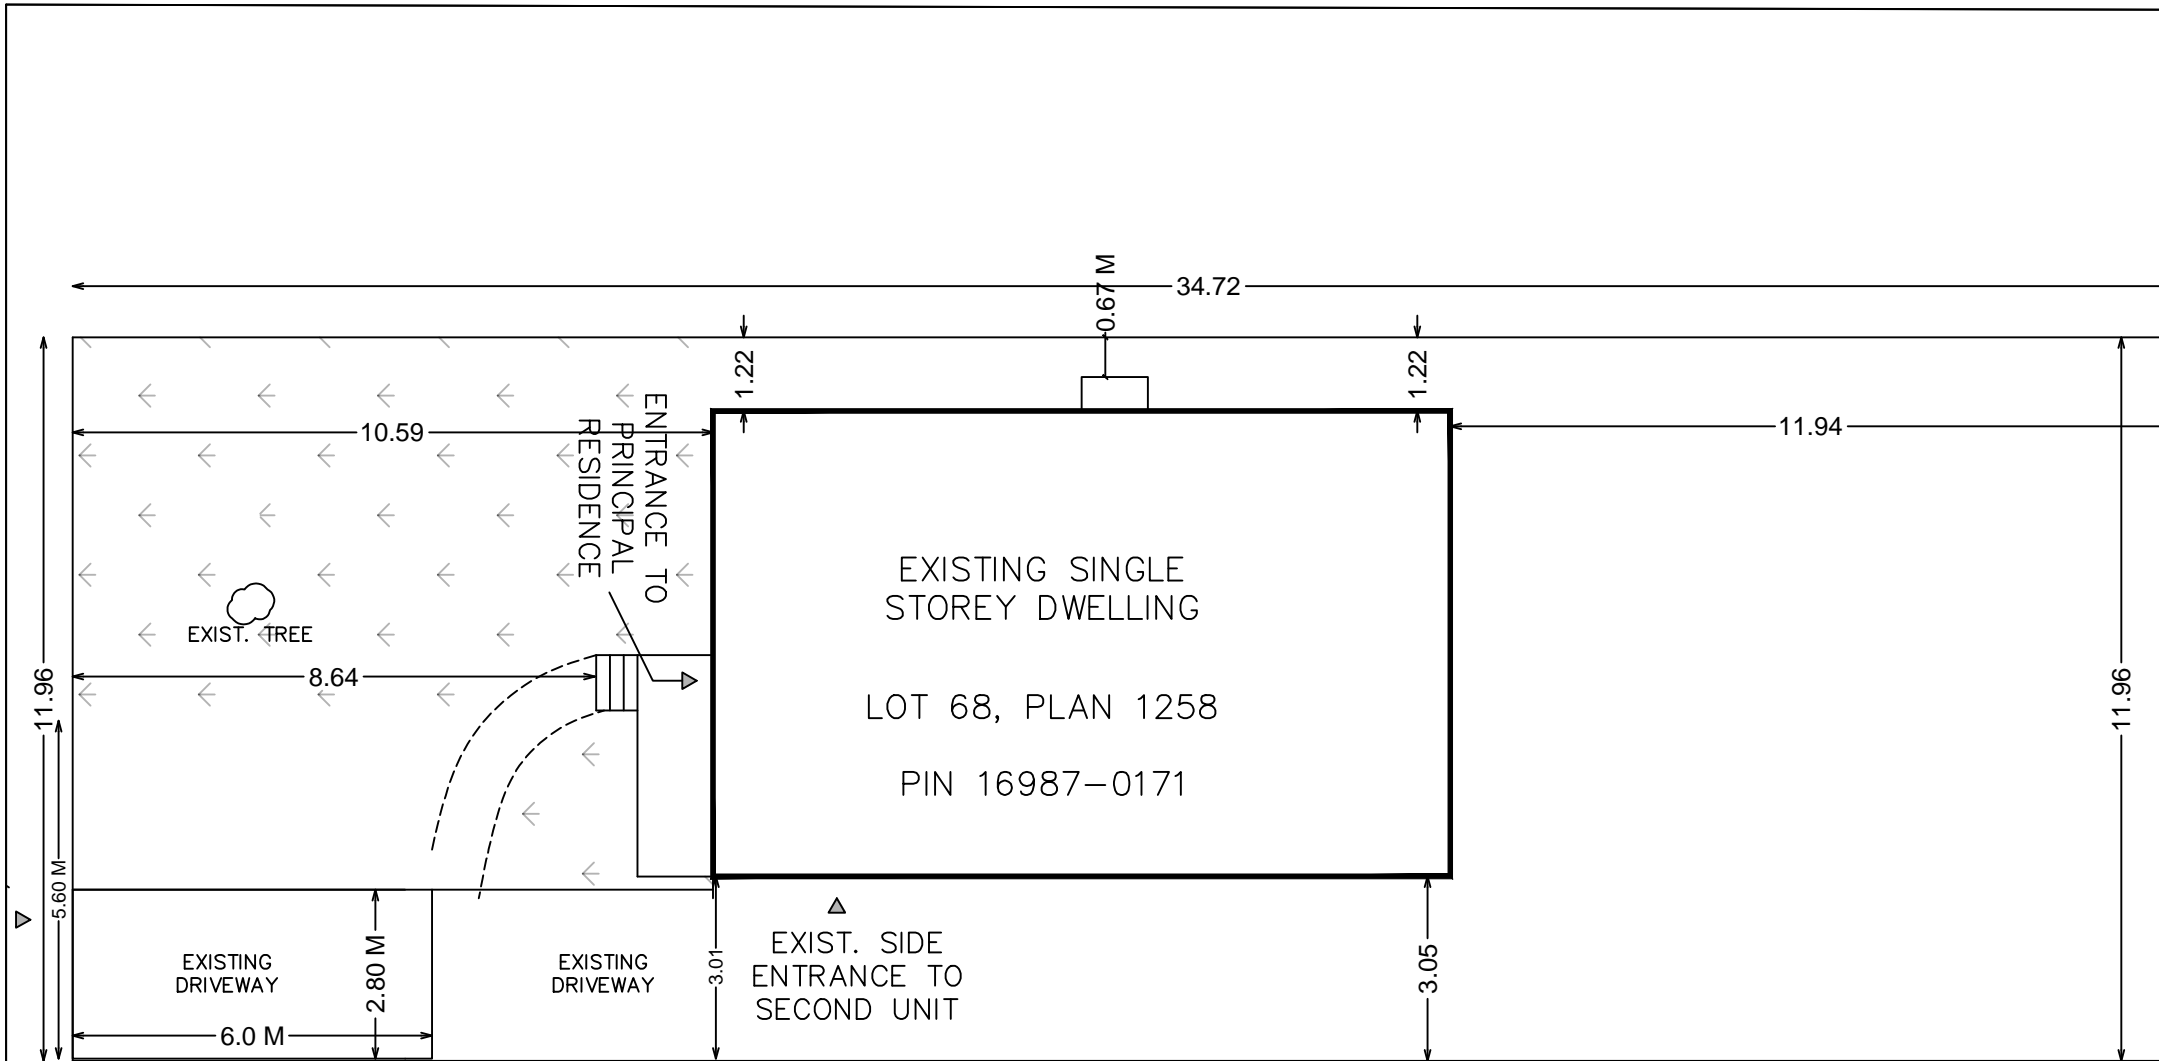 34.72
0.67 M
1.22
1.22
10.59
11.94
ENTRANCE TO
PRINCIPAL
RESIDENCE
EXISTING SINGLE
STOREY DWELLING
EXIST. TREE
8.64
11.96
11.96
LOT 68, PLAN 1258
PIN 16987-0171
5.60 M
EXISTING
DRIVEWAY
2.80 M
EXISTING
DRIVEWAY
3.01
EXIST. SIDE
ENTRANCE TO
SECOND UNIT
3.05
6.0 M